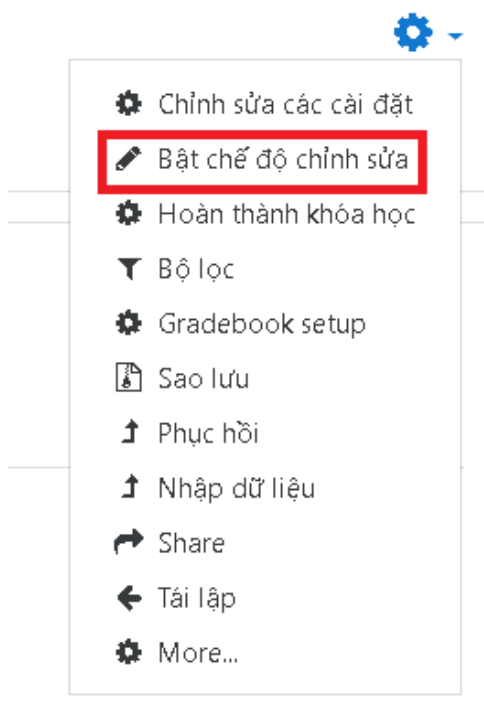 Chỉnh sửa các cài đặt
Bật chế độ chỉnh sửa
Hoàn thành khóa học
Bộ lọc
Gradebook setup
Sao lưu
Phục hồi
Nhập dữ liệu
Share
Tái lập
More...